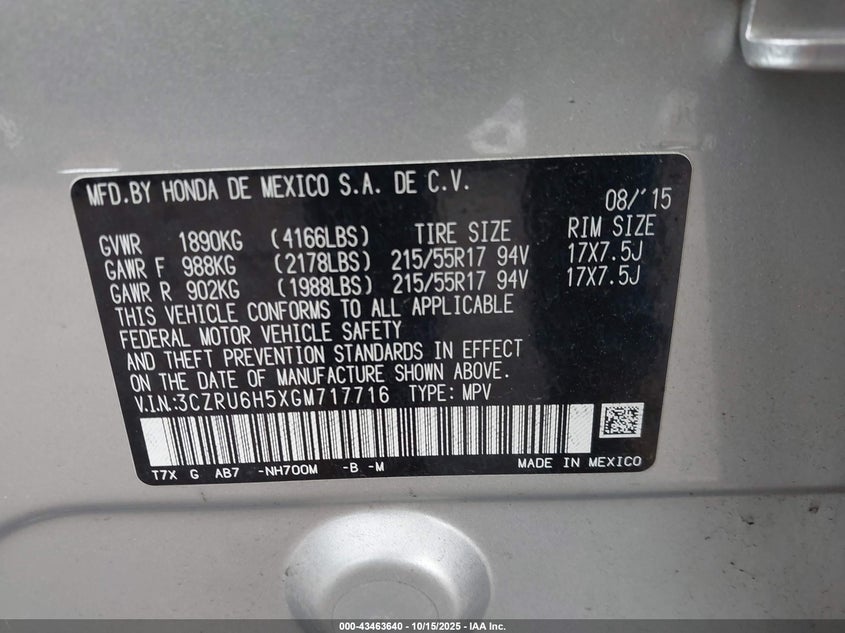 MFD.BY HONDA DE MEXICO S.A. DE C.V. 08/'15
GVWR 1890KG (4166LBS) TIRE SIZE RIM SIZE
GAWR F 988KG (2178LBS) 215/55R17 94V 17X7.5J
GAWR R 902KG (1988LBS) 215/55R17 94V 17X7.5J
THIS VEHICLE CONFORMS TO ALL APPLICABLE
FEDERAL MOTOR VEHICLE SAFETY
AND THEFT PREVENTION STANDARDS IN EFFECT
ON THE DATE OF MANUFACTURE SHOWN ABOVE.
V.I.N:3CZRU6H5XGM717716 TYPE: MPV
T7X G AB7 -NH700M -B -M MADE IN MEXICO
000-43463640 - 10/15/2025 - IAA Inc.